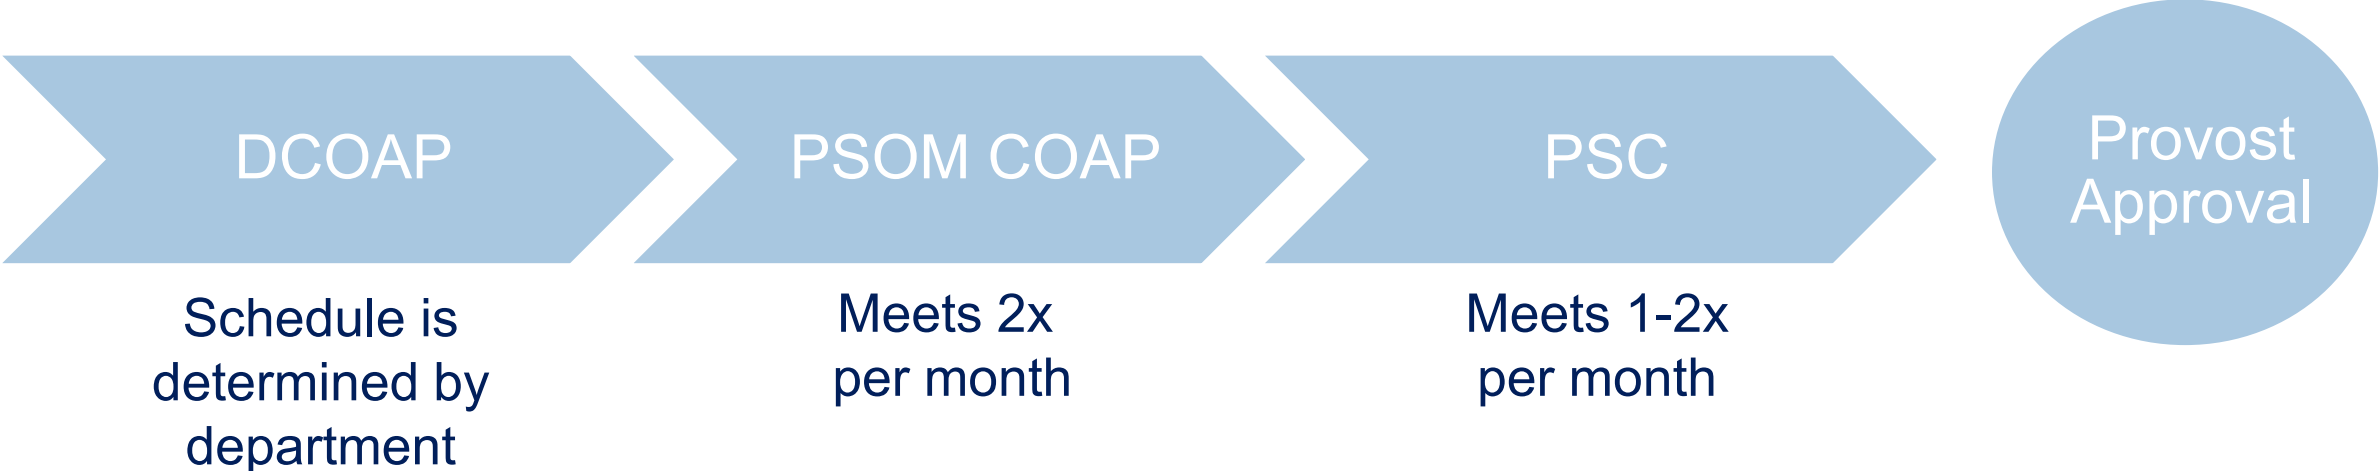 DCOAP
PSOM COAP
PSC
Provost
Approval
Schedule is
determined by
department
Meets 2x
per month
Meets 1-2x
per month